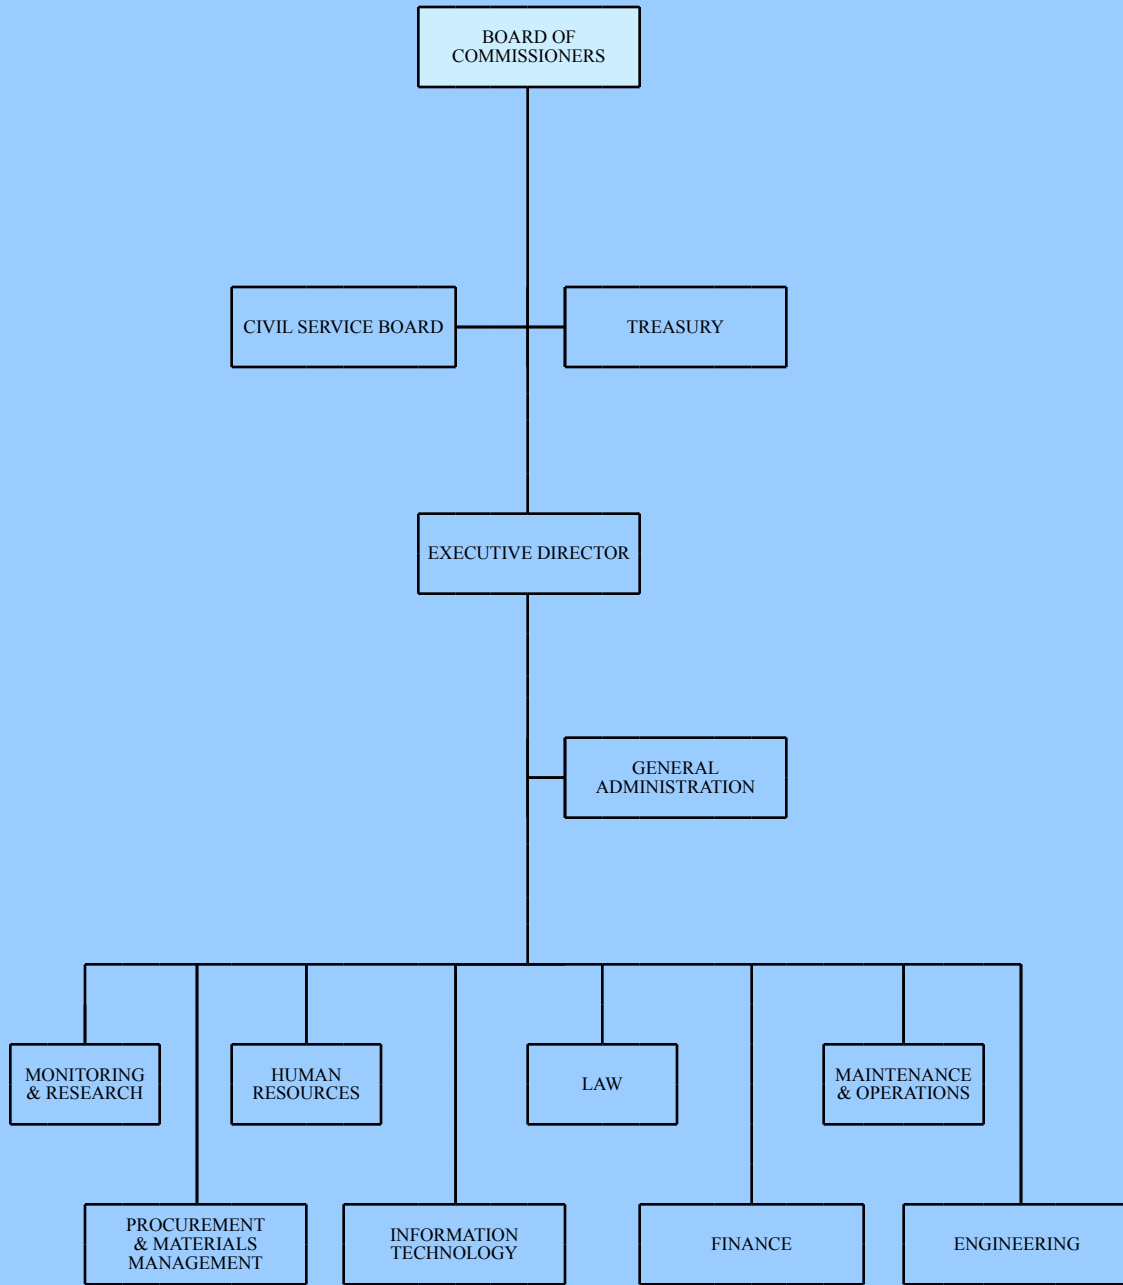 BOARD OF
COMMISSIONERS
CIVIL SERVICE BOARD
TREASURY
EXECUTIVE DIRECTOR
GENERAL
ADMINISTRATION
MONITORING
& RESEARCH
HUMAN
RESOURCES
LAW
MAINTENANCE
& OPERATIONS
PROCUREMENT
& MATERIALS
MANAGEMENT
INFORMATION
TECHNOLOGY
FINANCE
ENGINEERING